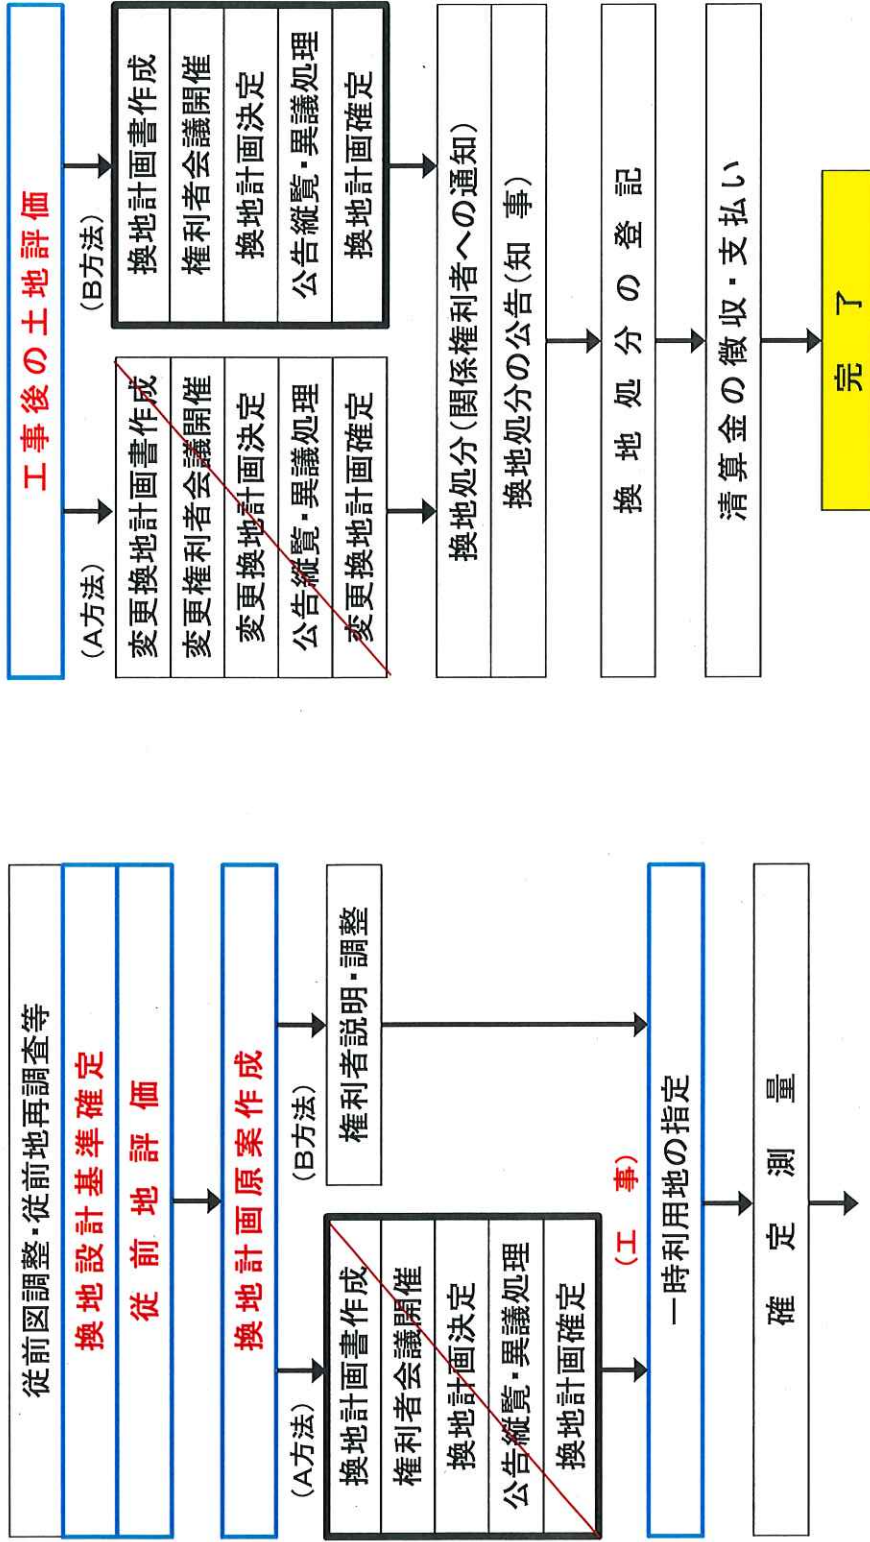 従前図調整・従前地再調査等
換地設計基準確定
従前地評価
換地計画原案作成
(A方法)
換地計画書作成
権利者会議開催
換地計画決定
公告縦覧・異議処理
換地計画確定
(B方法)
権利者説明・調整
(工 事)
一時利用地の指定
確定測量
工事後の土地評価
(A方法)
変更換地計画書作成
変更権利者会議開催
変更換地計画決定
公告縦覧・異議処理
変更換地計画確定
(B方法)
換地計画書作成
権利者会議開催
換地計画決定
公告縦覧・異議処理
換地計画確定
換地処分(関係権利者への通知)
換地処分の公告(知 事)
換地処分の登記
清算金の徴収・支払い
完 了